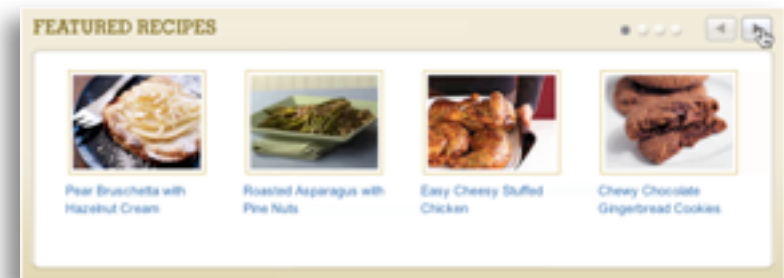 FEATURED RECIPES
Pear Bruschetta with
Hazelnut Cream
Roasted Asparagus with
Pine Nuts
Easy Cheesy Stuffed
Chicken
Chewy Chocolate
Gingerbread Cookies